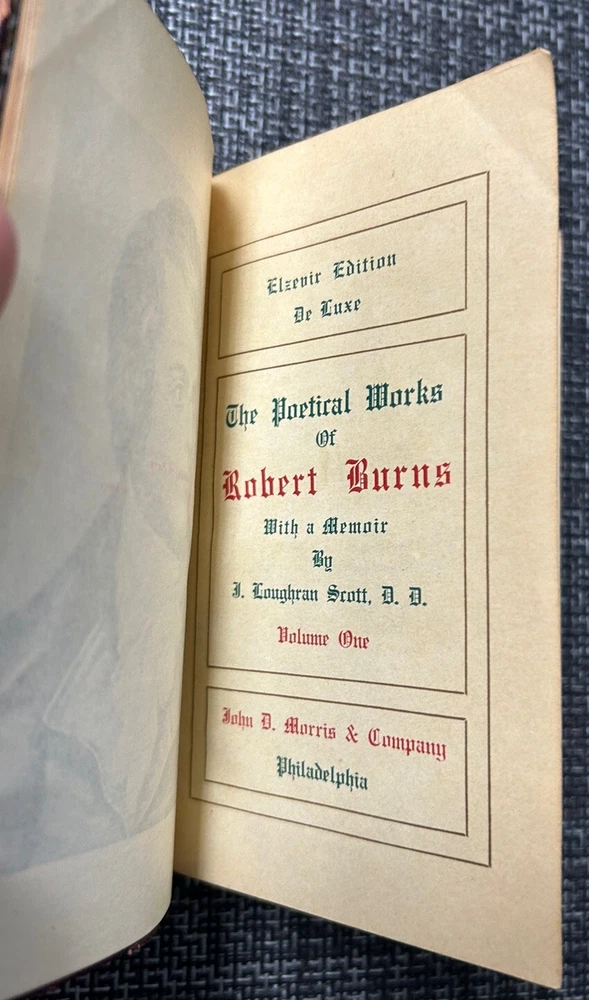 Elzevir Edition
De Luxe
The Poetical Works
Of
Robert Burns
With a Memoir
By
J. Loughran Scott, D. D.
Volume One
John D. Morris & Company
Philadelphia